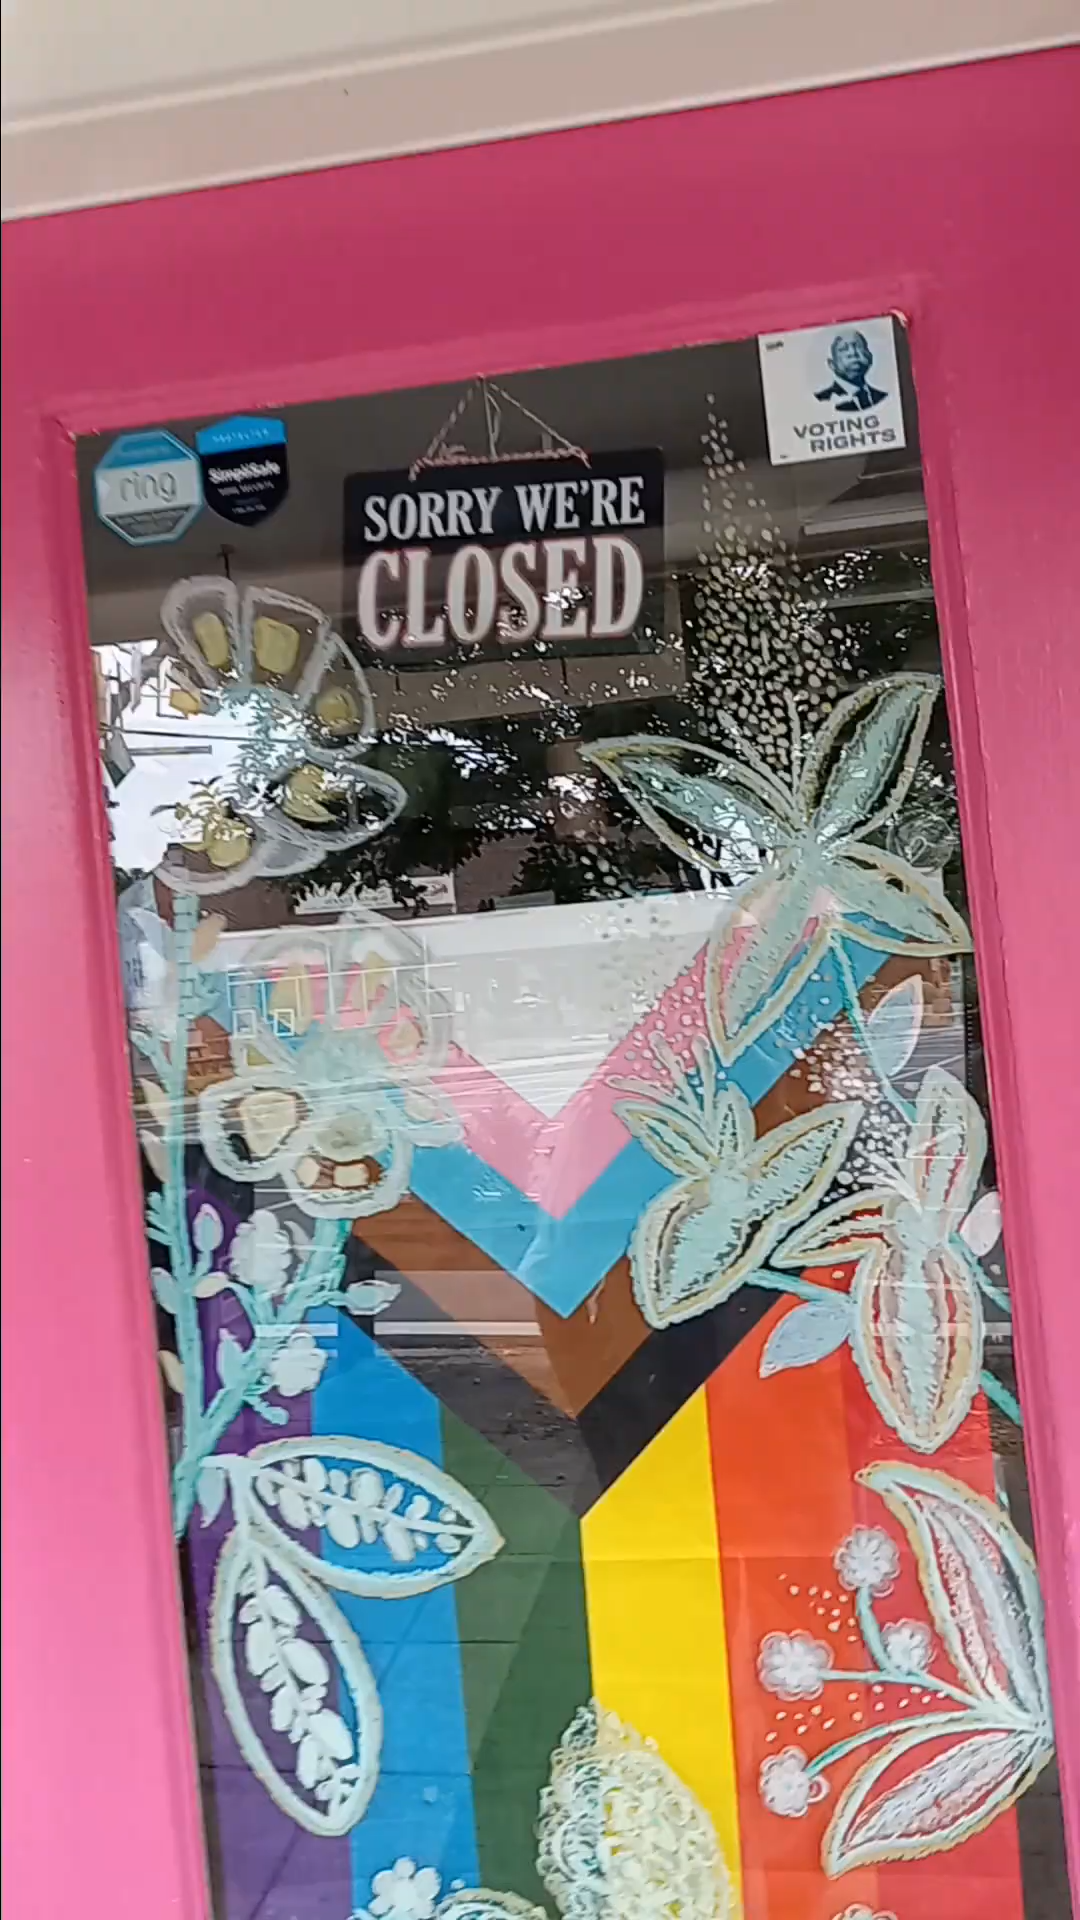 ring
SimpliSafe
SORRY WE'RE
CLOSED
VOTING
RIGHTS